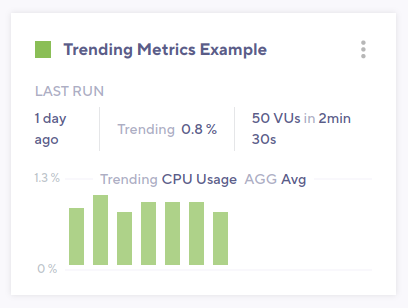 Trending Metrics Example
LAST RUN
1 day
ago
Trending 0.8 %
50 VUs in 2min
30s
1.3 %
Trending CPU Usage AGG Avg
0 %